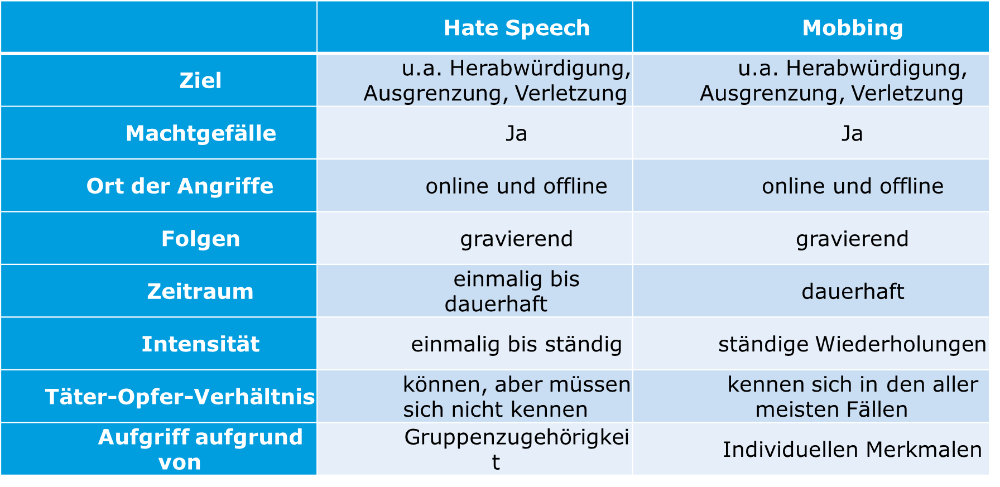 Hate Speech
Mobbing
Ziel
u.a. Herabwürdigung,
Ausgrenzung, Verletzung
u.a. Herabwürdigung,
Ausgrenzung, Verletzung
Machtgefälle
Ja
Ja
Ort der Angriffe
online und offline
online und offline
Folgen
gravierend
gravierend
Zeitraum
einmalig bis
dauerhaft
dauerhaft
Intensität
einmalig bis ständig
ständige Wiederholungen
Täter-Opfer-Verhältnis
können, aber müssen
sich nicht kennen
kennen sich in den aller
meisten Fällen
Aufgriff aufgrund
von
Gruppenzugehörigkei
t
Individuellen Merkmalen